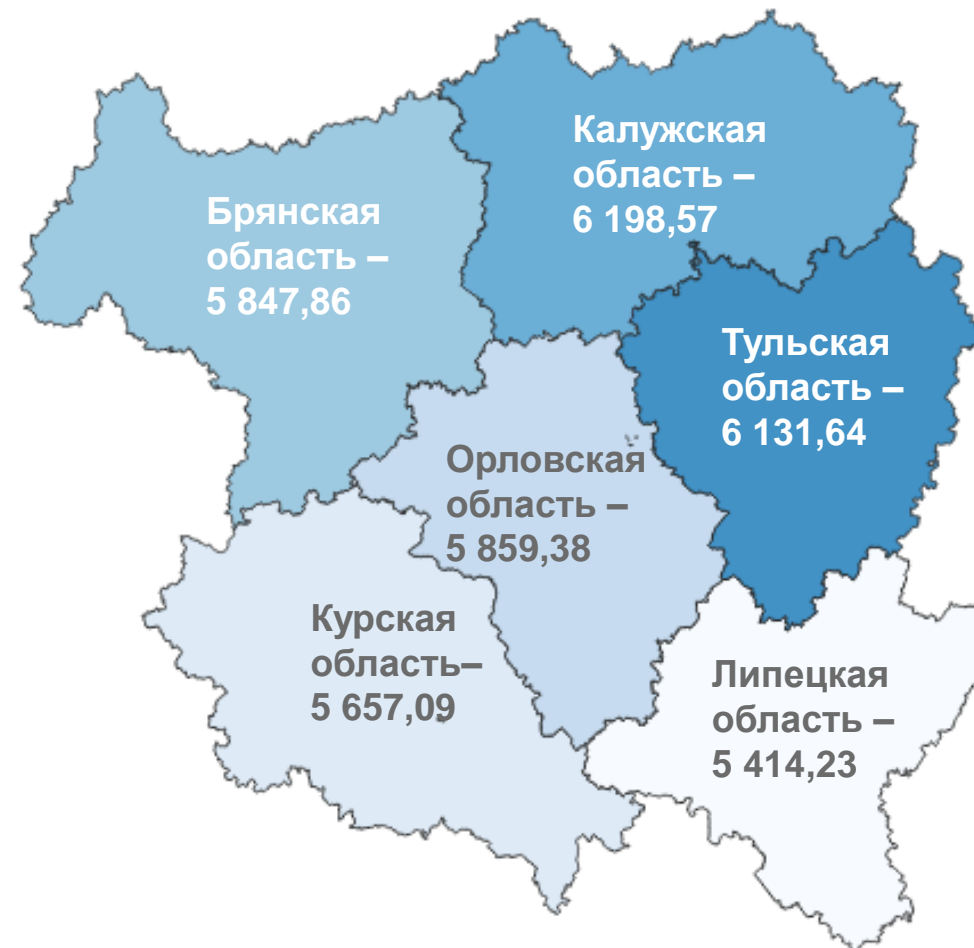 Калужская
область –
6 198,57
Брянская
область –
5 847,86
Тульская
область –
6 131,64
Орловская
область –
5 859,38
Курская
область–
5 657,09
Липецкая
область –
5 414,23